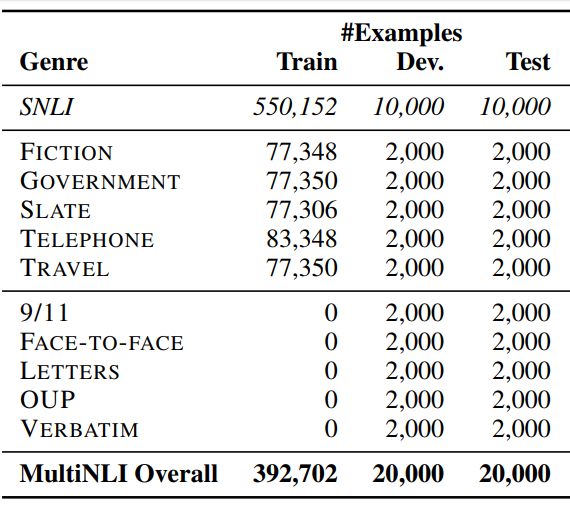 #Examples
Genre Train Dev. Test
SNLI 550,152 10,000 10,000
FICTION 77,348 2,000 2,000
GOVERNMENT 77,350 2,000 2,000
SLATE 77,306 2,000 2,000
TELEPHONE 83,348 2,000 2,000
TRAVEL 77,350 2,000 2,000
9/11 0 2,000 2,000
FACE-TO-FACE 0 2,000 2,000
LETTERS 0 2,000 2,000
OUP 0 2,000 2,000
VERBATIM 0 2,000 2,000
MultiNLI Overall 392,702 20,000 20,000